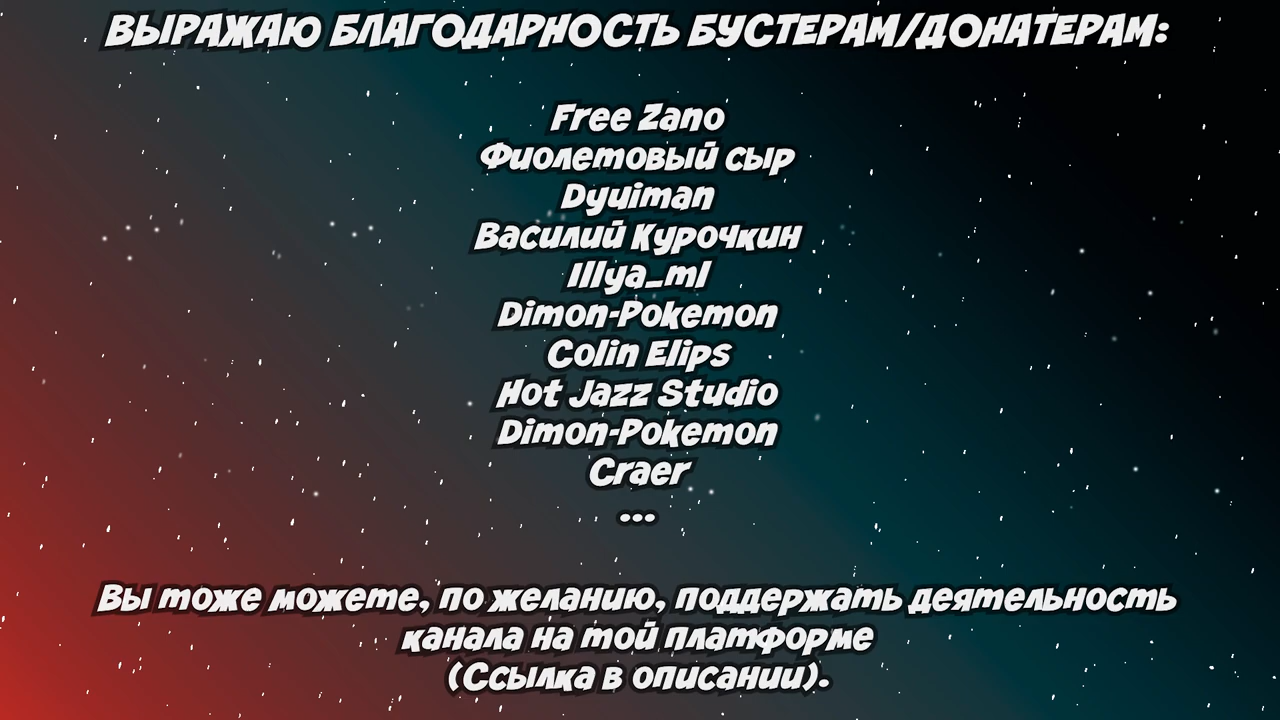 ВЫРАЖАЮ БЛАГОДАРНОСТЬ БУСТЕРАМ/ДОНАТЕРАМ:
Free Zano
Фиолетовый сыр
Dyuiman
Василий Курочкин
Illya_ml
Dimon-Pokemon
Colin Elips
Hot Jazz Studio
Dimon-Pokemon
Craer
...
Вы тоже можете, по желанию, поддержать деятельность
канала на той платформе
(Ссылка в описании).